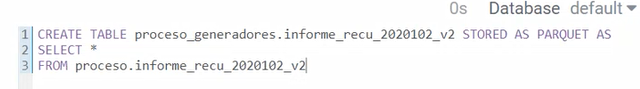 0s Database default
1 CREATE TABLE proceso_generadores.informe_recu_2020102_v2 STORED AS PARQUET AS
2 SELECT *
3 FROM proceso.informe_recu_2020102_v2